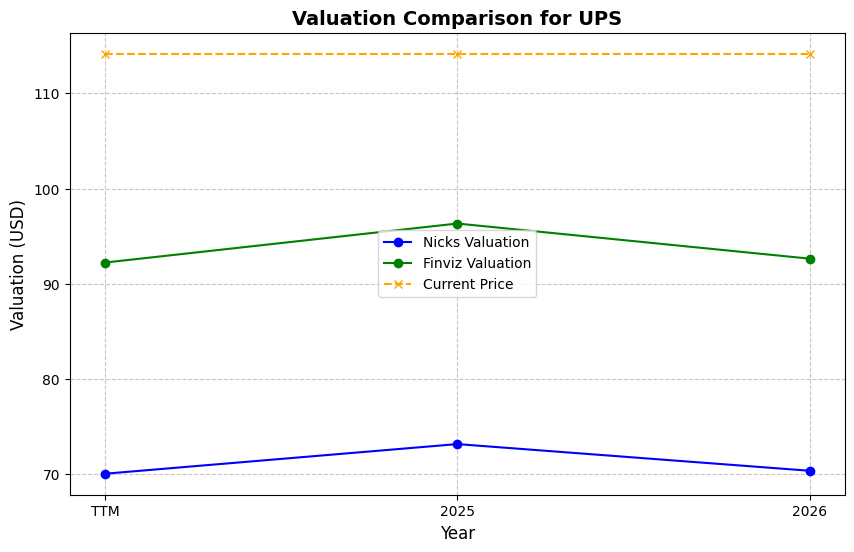 Valuation Comparison for UPS
Valuation (USD)
110
100
90
80
70
Nicks Valuation
Finviz Valuation
Current Price
TTM
2025
2026
Year